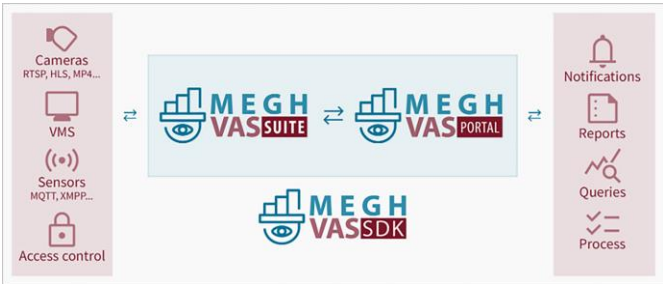 Cameras
RTSP, HLS, MP4...
VMS
Sensors
MQTT, XMPP...
Access control
MEGH
VAS SUITE
MEGH
VAS PORTAL
MEGH
VAS SDK
Notifications
Reports
Queries
Process